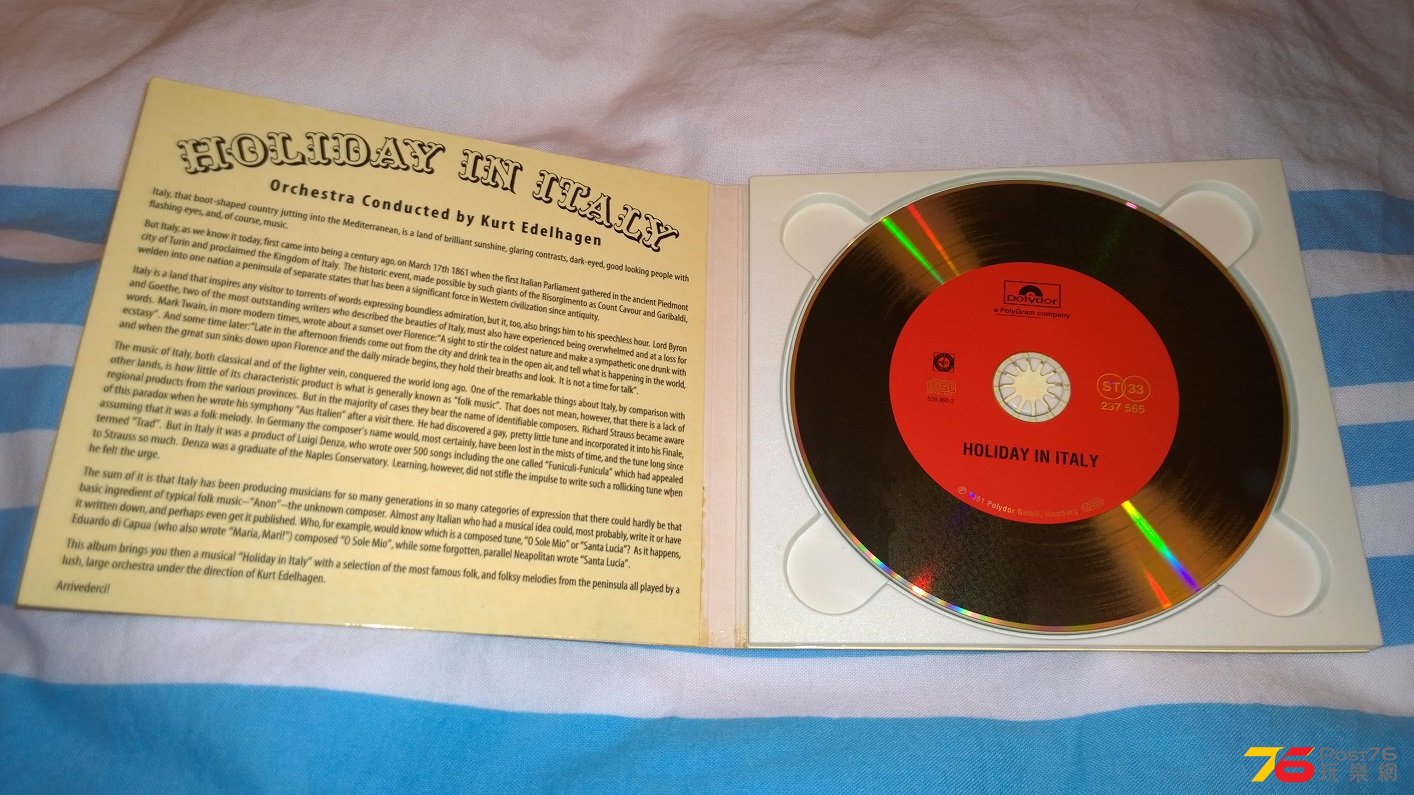 HOLIDAY IN ITALY
Orchestra Conducted by Kurt Edelhagen
Italy, that boot-shaped country jutting into the Mediterranean, is a land of brilliant sunshine, glaring contrasts, dark-eyed, good looking people with
flashing eyes, and, of course, music.
But Italy, as we know it today, first came into being a century ago, on March 17th 1861 when the first Italian Parliament gathered in the ancient Piedmont
city of Turin and proclaimed the Kingdom of Italy. The historic event, made possible by such giants of the Risorgimento as Count Cavour and Garibaldi,
welden into one nation a peninsula of separate states that has been a significant force in Western civilization since antiquity.
Italy is a land that inspires any visitor to torrents of words expressing boundless admiration, but it, too, also brings him to his speechless hour. Lord Byron
and Goethe, two of the most outstanding writers who described the beauties of Italy, must also have experienced being overwhelmed and at a loss for
words. Mark Twain, in more modern times, wrote about a sunset over Florence:"A sight to stir the coldest nature and make a sympathetic one drunk with
ecstasy". And some time later:"Late in the afternoon friends come out from the city and drink tea in the open air, and tell what is happening in the world,
and when the great sun sinks down upon Florence and the daily miracle begins, they hold their breaths and look. It is not a time for talk".
The music of Italy, both classical and of the lighter vein, conquered the world long ago. One of the remarkable things about Italy, by comparison with
other lands, is how little of its characteristic product is what is generally known as "folk music". That does not mean, however, that there is a lack of
regional products from the various provinces. But in the majority of cases they bear the name of identifiable composers. Richard Strauss became aware
of this paradox when he wrote his symphony "Aus Italien" after a visit there. He had discovered a gay, pretty little tune and incorporated it into his Finale,
assuming that it was a folk melody. In Germany the composer's name would, most certainly, have been lost in the mists of time, and the tune long since
termed "Trad". But in Italy it was a product of Luigi Denza, who wrote over 500 songs including the one called "Funiculi-Funicula" which had appealed
to Strauss so much. Denza was a graduate of the Naples Conservatory. Learning, however, did not stifle the impulse to write such a rollicking tune when
he felt the urge.
The sum of it is that Italy has been producing musicians for so many generations in so many categories of expression that there could hardly be that
basic ingredient of typical folk music–"Anon"–the unknown composer. Almost any Italian who had a musical idea could, most probably, write it or have
it written down, and perhaps even get it published. Who, for example, would know which is a composed tune, "O Sole Mio" or "Santa Lucia"? As it happens,
Eduardo di Capua (who also wrote "Maria, Mari!") composed "O Sole Mio", while some forgotten, parallel Neapolitan wrote "Santa Lucia".
This album brings you then a musical "Holiday in Italy" with a selection of the most famous folk, and folksy melodies from the peninsula all played by a
lush, large orchestra under the direction of Kurt Edelhagen.
Arrivederci!
polydor
a PolyGram company
ST 33
237 565
539 360-2
HOLIDAY IN ITALY
Ⓟ 1961 Polydor GmbH, Hamburg
76 Post76
玩樂網